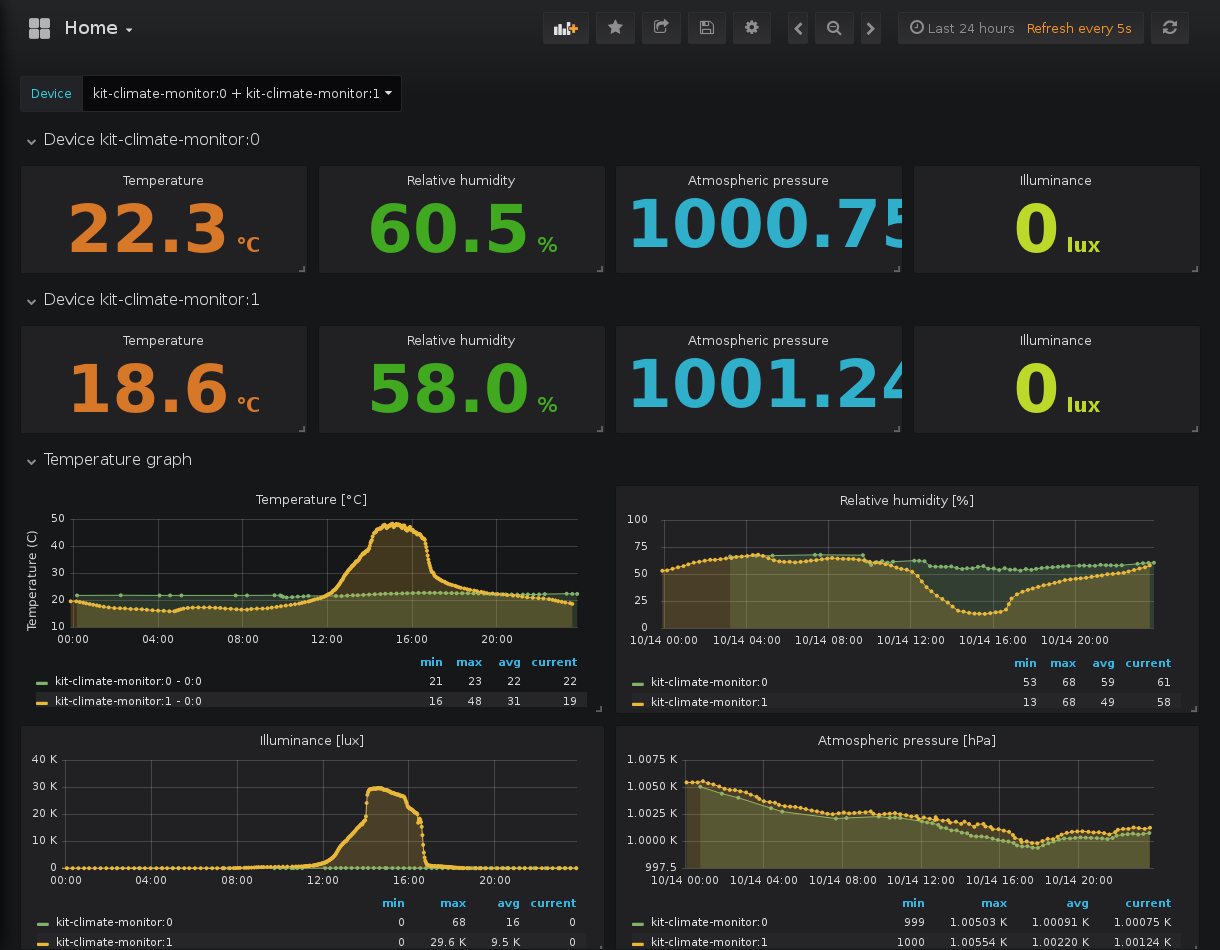 Home
Last 24 hours Refresh every 5s
Device kit-climate-monitor:0 + kit-climate-monitor:1
Device kit-climate-monitor:0
Temperature Relative humidity Atmospheric pressure Illuminance
22.3 °C 60.5 % 1000.75 0 lux
Device kit-climate-monitor:1
Temperature Relative humidity Atmospheric pressure Illuminance
18.6 °C 58.0 % 1001.24 0 lux
Temperature graph
Temperature [°C]
Temperature (C)
50
40
30
20
10
00:00 04:00 08:00 12:00 16:00 20:00
min max avg current
kit-climate-monitor:0 - 0:0 21 23 22 22
kit-climate-monitor:1 - 0:0 16 48 31 19
Relative humidity [%]
100
75
50
25
0
10/14 00:00 10/14 04:00 10/14 08:00 10/14 12:00 10/14 16:00 10/14 20:00
min max avg current
kit-climate-monitor:0 53 68 59 61
kit-climate-monitor:1 13 68 49 58
Illuminance [lux]
40 K
30 K
20 K
10 K
0
00:00 04:00 08:00 12:00 16:00 20:00
min max avg current
kit-climate-monitor:0 0 68 16 0
kit-climate-monitor:1 0 29.6 K 9.5 K 0
Atmospheric pressure [hPa]
1.0075 K
1.0050 K
1.0025 K
1.0000 K
997.5
10/14 00:00 10/14 04:00 10/14 08:00 10/14 12:00 10/14 16:00 10/14 20:00
min max avg current
kit-climate-monitor:0 999 1.00503 K 1.00091 K 1.00075 K
kit-climate-monitor:1 1000 1.00554 K 1.00220 K 1.00124 K